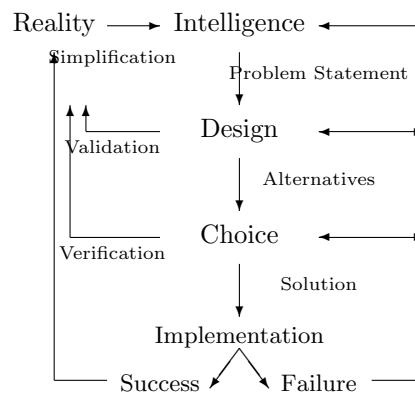 Reality Intelligence
Simplification
Problem Statement
Design
Validation
Alternatives
Choice
Verification
Solution
Implementation
Success Failure